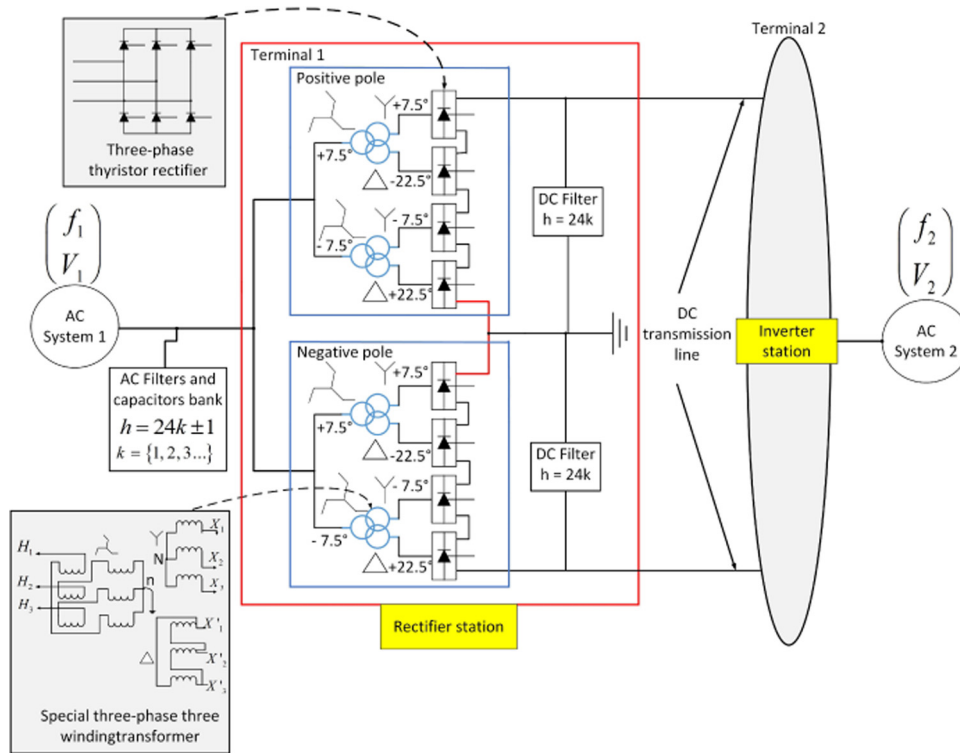 Three-phase
thyristor rectifier
Terminal 1
Positive pole
+7.5°
+7.5°
-22.5°
- 7.5°
- 7.5°
+22.5°
DC Filter
h = 24k
Terminal 2
f1
V1
AC
System 1
AC Filters and
capacitors bank
h = 24k ± 1
k = {1, 2, 3...}
DC
transmission
line
Inverter
station
f2
V2
AC
System 2
Negative pole
+7.5°
+7.5°
-22.5°
- 7.5°
- 7.5°
+22.5°
DC Filter
h = 24k
Rectifier station
H1
H2
H3
n
N
X1
X2
X3
X'1
X'2
X'3
Special three-phase three
windingtransformer